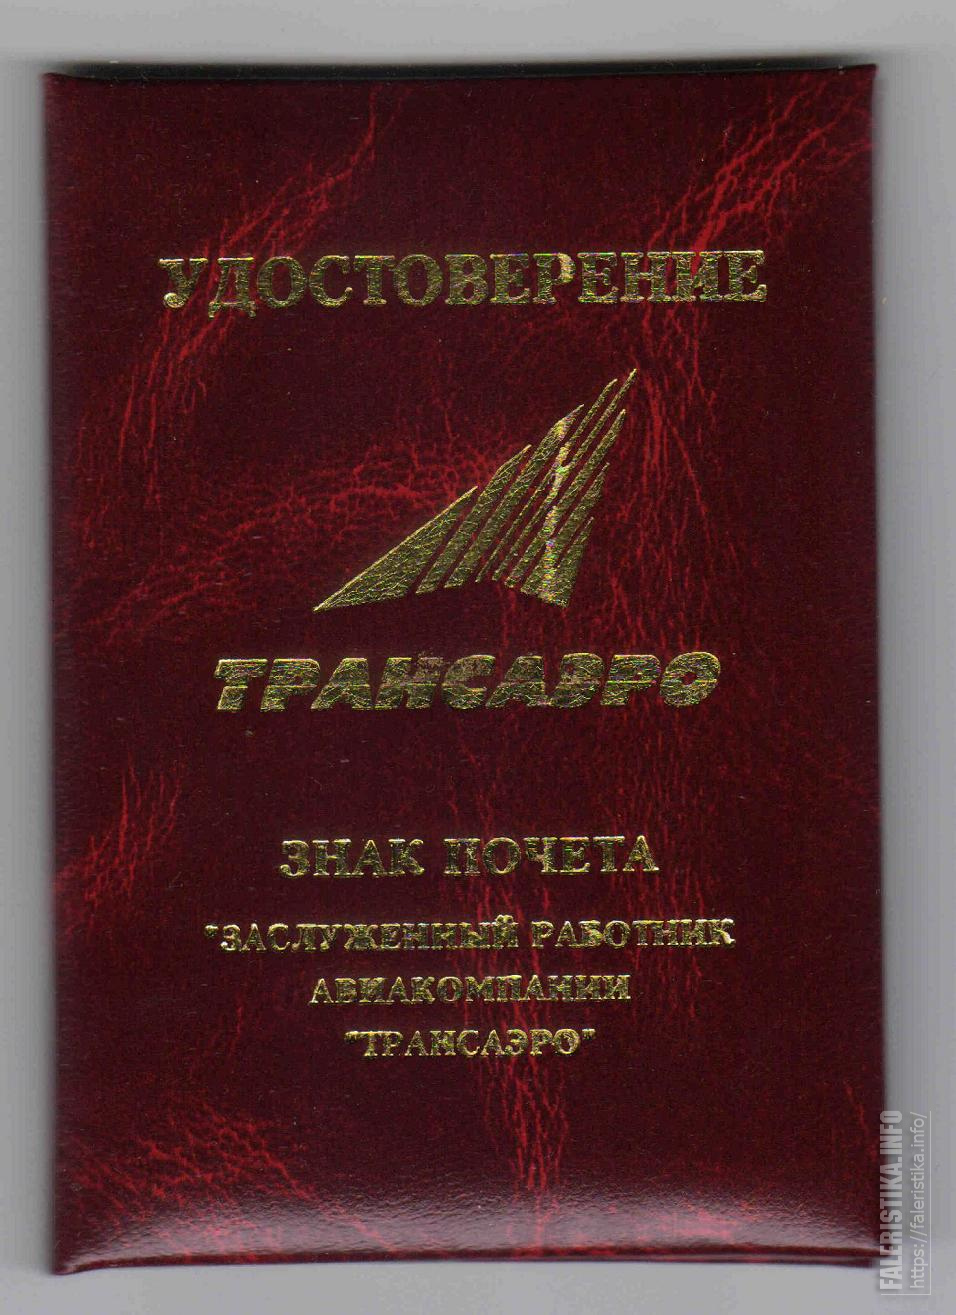 УДОСТОВЕРЕНИЕ
ТРАНСАЭРО
ЗНАК ПОЧЕТА
"ЗАСЛУЖЕННЫЙ РАБОТНИК
АВИАКОМПАНИИ
"ТРАНСАЭРО"
FALERISTIKA.INFO
https://faleristika.info/